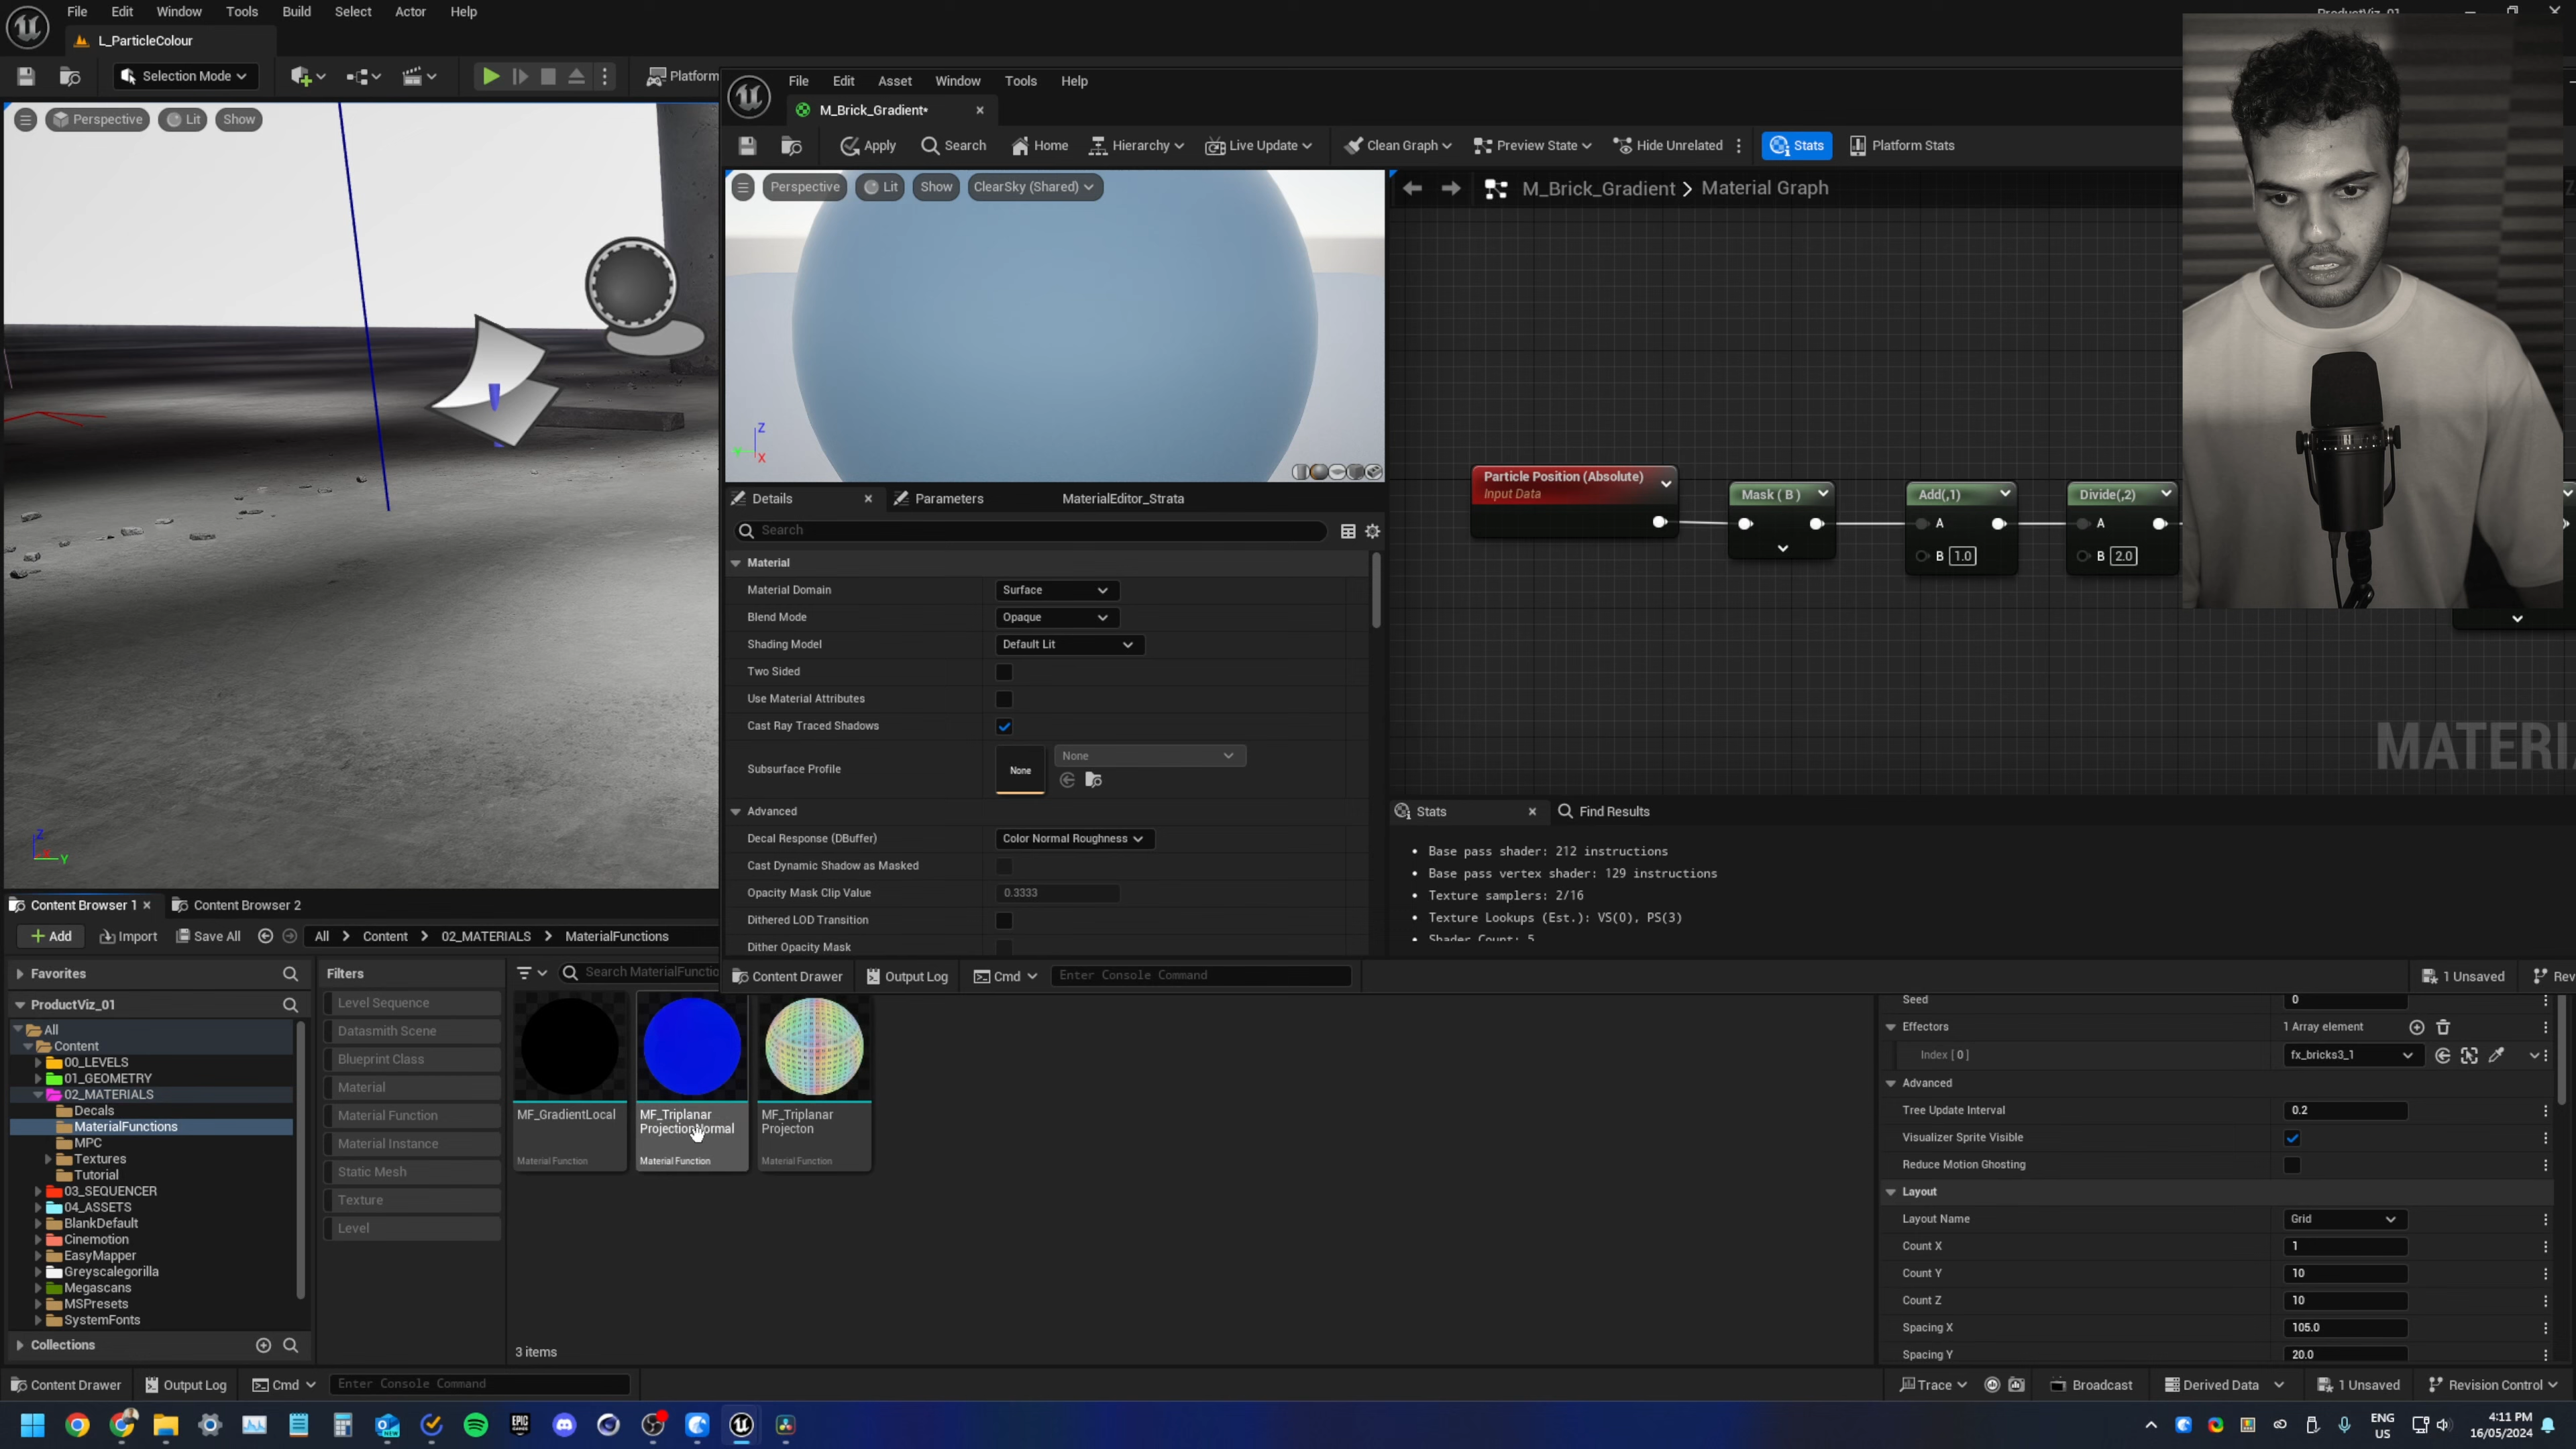 File Edit Window Tools Build Select Actor Help
L_ParticleColour
Selection Mode
Platform
Perspective Lit Show
File Edit Asset Window Tools Help
M_Brick_Gradient*
Apply Search Home Hierarchy Live Update Clean Graph Preview State Hide Unrelated Stats Platform Stats
Perspective Lit Show ClearSky (Shared)
M_Brick_Gradient > Material Graph
Z
X
Particle Position (Absolute)
Input Data
Mask ( B )
Add(,1)
A
B 1.0
Divide(,2)
A
B 2.0
MATERI
Details Parameters MaterialEditor_Strata
Search
Material
Material Domain Surface
Blend Mode Opaque
Shading Model Default Lit
Two Sided
Use Material Attributes
Cast Ray Traced Shadows
Subsurface Profile None None
Advanced
Decal Response (DBuffer) Color Normal Roughness
Cast Dynamic Shadow as Masked
Opacity Mask Clip Value 0.3333
Dithered LOD Transition
Dither Opacity Mask
Stats Find Results
• Base pass shader: 212 instructions
• Base pass vertex shader: 129 instructions
• Texture samplers: 2/16
• Texture Lookups (Est.): VS(0), PS(3)
• Shader Count: 5
Content Drawer Output Log Cmd Enter Console Command 1 Unsaved Rev
Z
Y
Content Browser 1 Content Browser 2
Add Import Save All All > Content > 02_MATERIALS > MaterialFunctions
Favorites
ProductViz_01
All
Content
00_LEVELS
01_GEOMETRY
02_MATERIALS
Decals
MaterialFunctions
MPC
Textures
Tutorial
03_SEQUENCER
04_ASSETS
BlankDefault
Cinemotion
EasyMapper
Greyscalegorilla
Megascans
MSPresets
SystemFonts
Collections
Filters
Level Sequence
Datasmith Scene
Blueprint Class
Material
Material Function
Material Instance
Static Mesh
Texture
Level
Search MaterialFunctio
MF_GradientLocal
Material Function
MF_Triplanar
ProjectionNormal
Material Function
MF_Triplanar
Projecton
Material Function
3 items
Seed 0
Effectors 1 Array element
Index [ 0 ] fx_bricks3_1
Advanced
Tree Update Interval 0.2
Visualizer Sprite Visible
Reduce Motion Ghosting
Layout
Layout Name Grid
Count X 1
Count Y 10
Count Z 10
Spacing X 105.0
Spacing Y 20.0
Content Drawer Output Log Cmd Enter Console Command Trace Broadcast Derived Data 1 Unsaved Revision Control
EPIC
GAMES
NEW
ENG
US
4:11 PM
16/05/2024